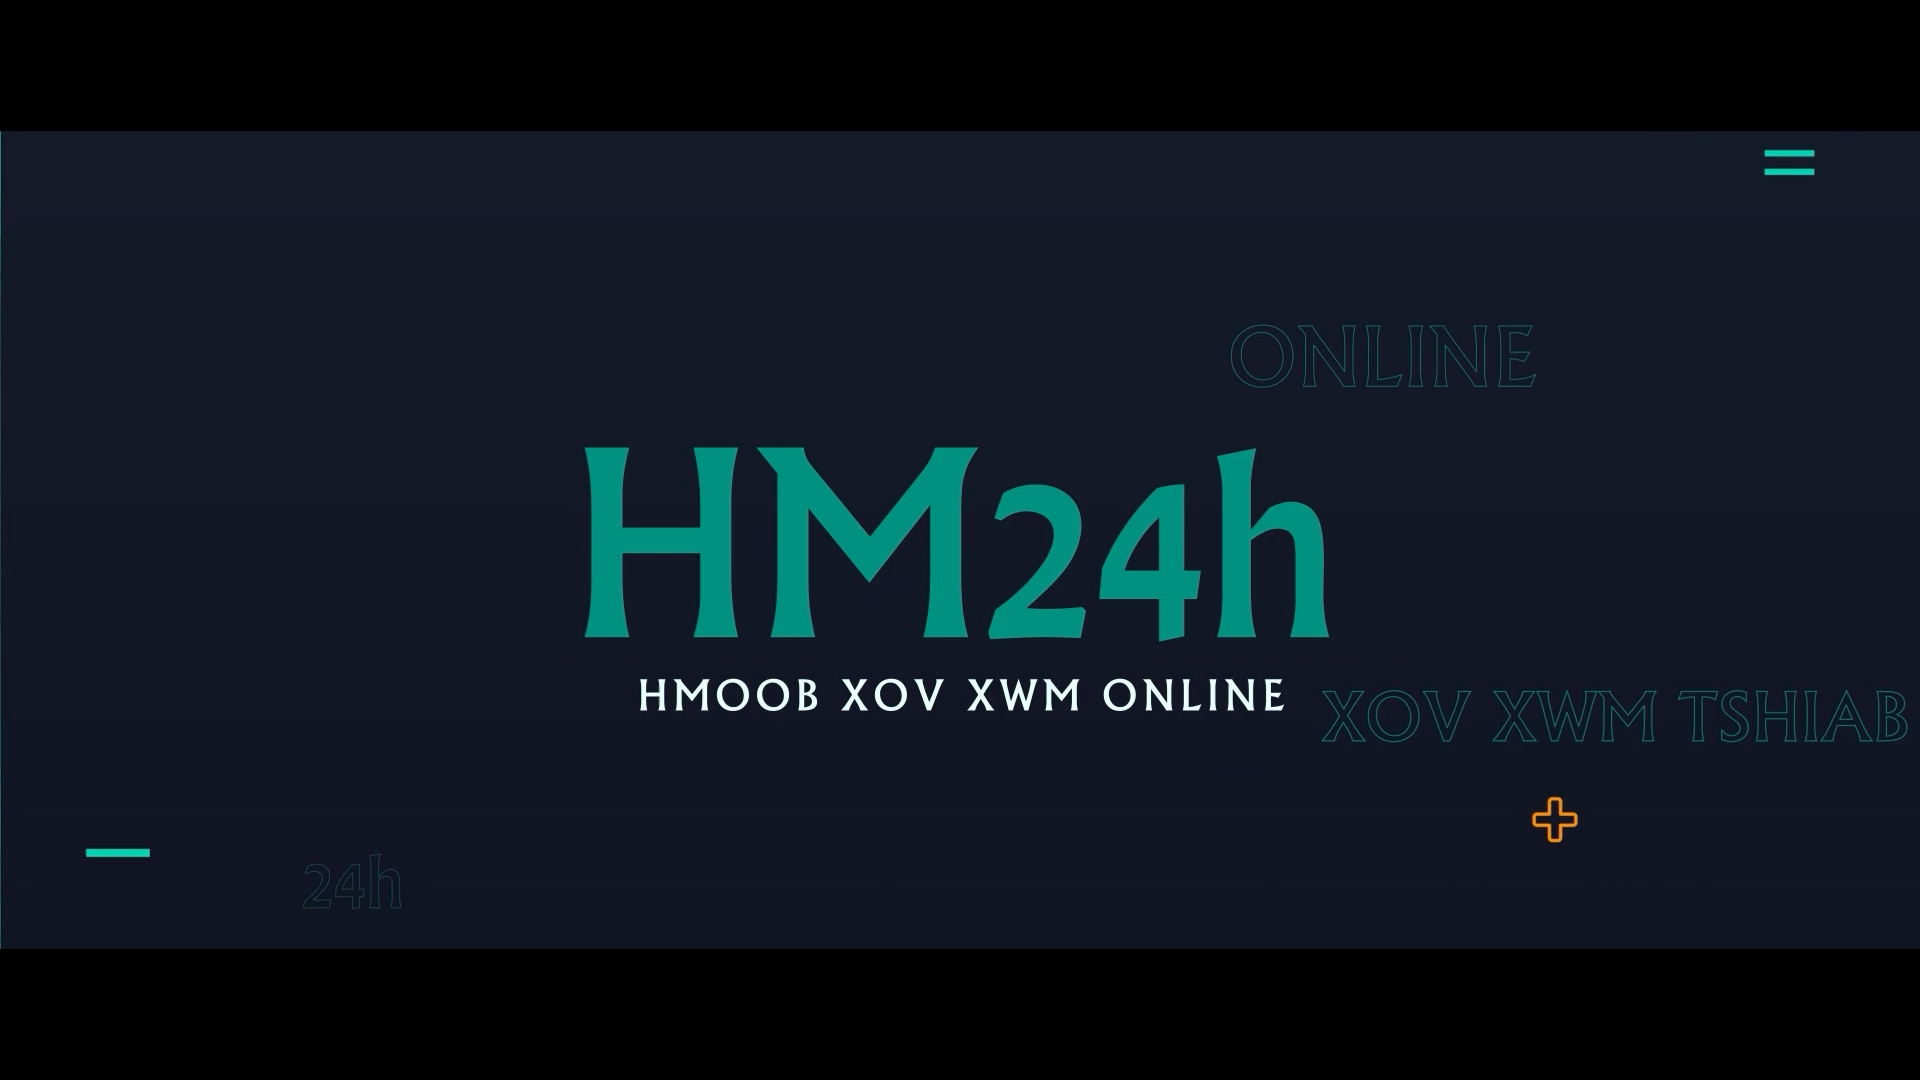 ONLINE
HM24h
HMOOB XOV XWM ONLINE
XOV XWM TSHIAB
24h